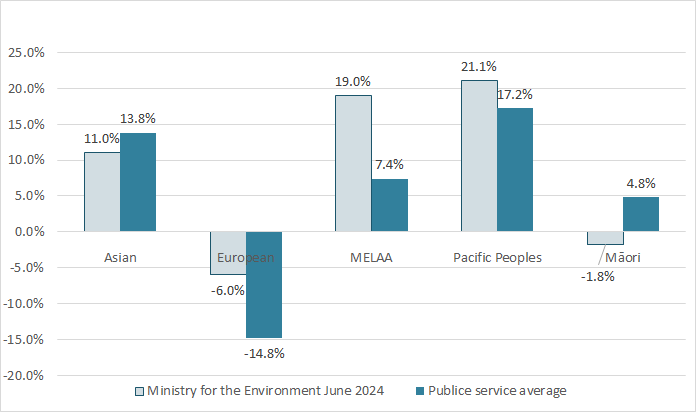 25.0%
20.0%
15.0%
10.0%
5.0%
0.0%
-5.0%
-10.0%
-15.0%
-20.0%
11.0%
13.8%
-6.0%
-14.8%
19.0%
7.4%
21.1%
17.2%
-1.8%
4.8%
Asian
European
MELAA
Pacific Peoples
Māori
Ministry for the Environment June 2024
Publice service average